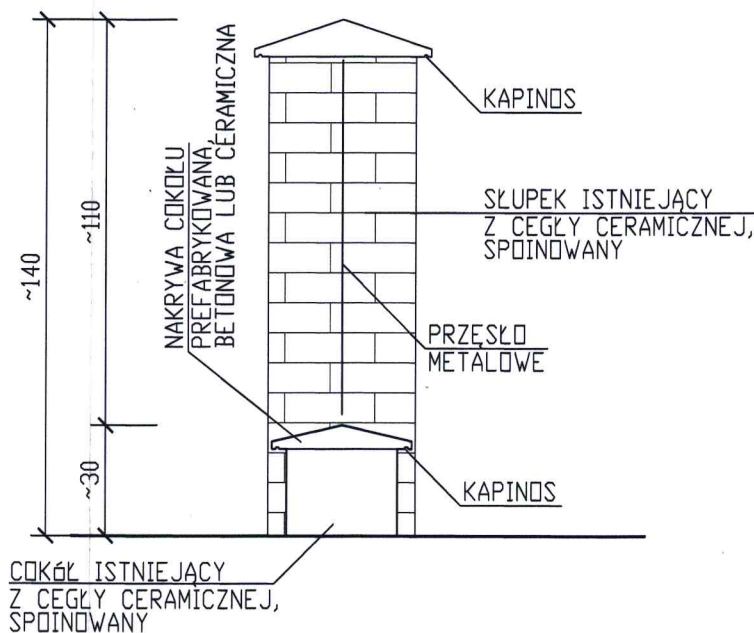 KAPINOS
NAKRYWA COKOŁU
PREFABRYKOWANA,
BETONOWA LUB CERAMICZNA
SŁUPEK ISTNIEJĄCY
Z CEGŁY CERAMICZNEJ,
SPOINOWANY
~110
~140
PRZĘSŁO
METALOWE
~30
KAPINOS
COKÓŁ ISTNIEJĄCY
Z CEGŁY CERAMICZNEJ,
SPOINOWANY